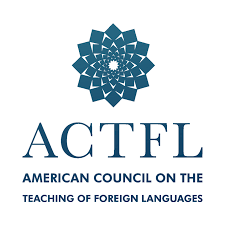 ACTFL
AMERICAN COUNCIL ON THE
TEACHING OF FOREIGN LANGUAGES